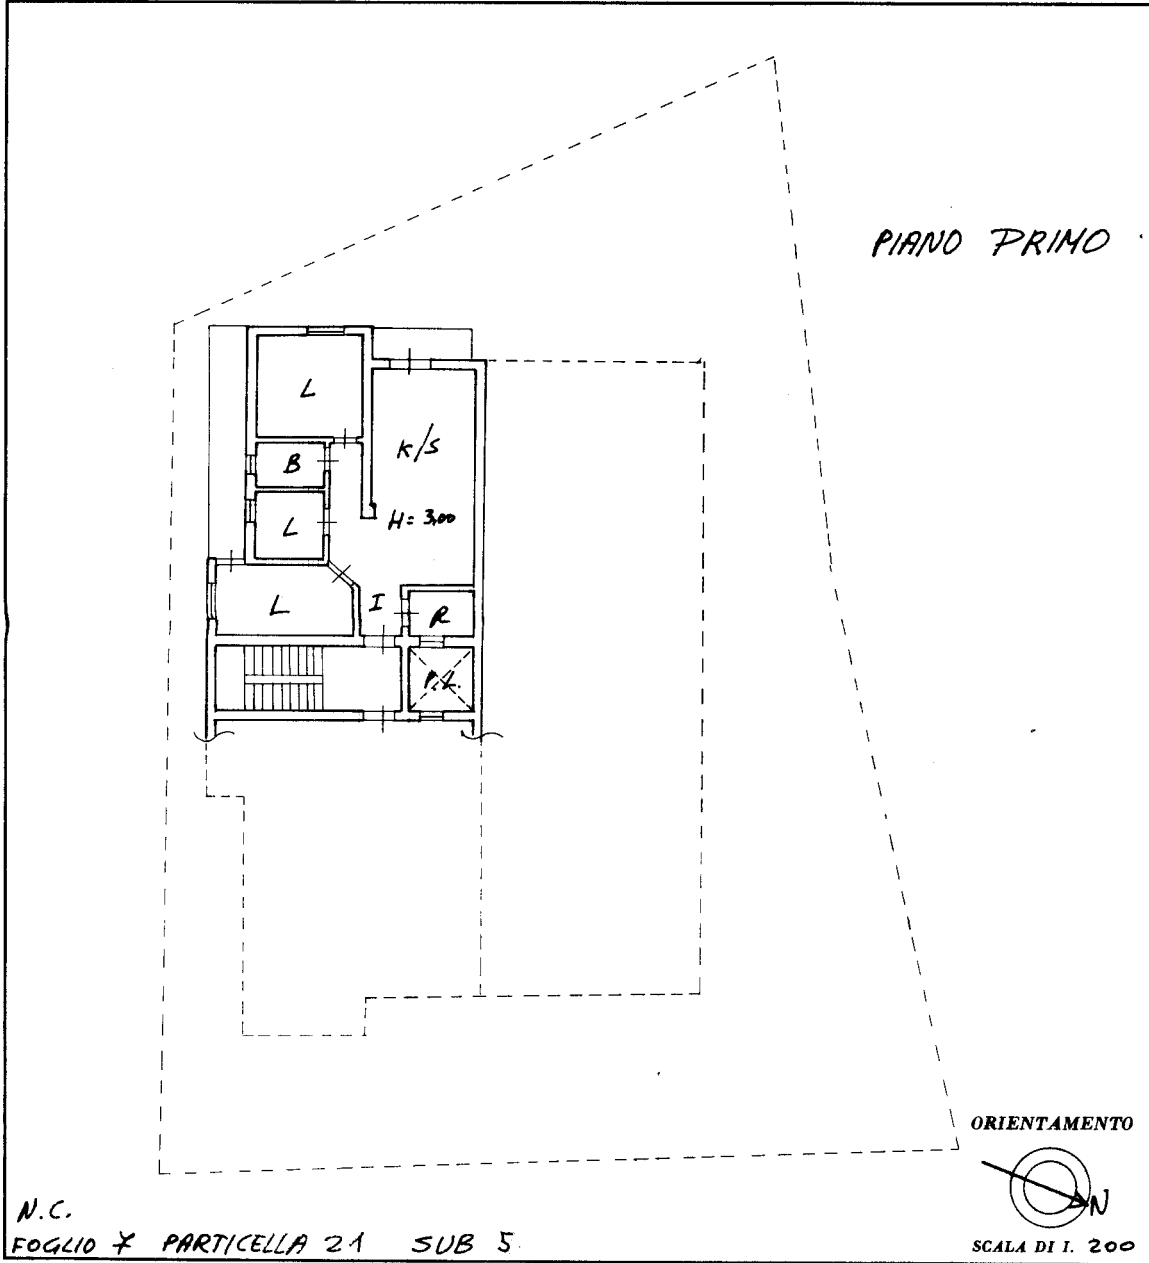 PIANO PRIMO
L
K/S
B
H= 3,00
L
L
I
R
P.L.
ORIENTAMENTO
N
N.C.
FOGLIO 7 PARTICELLA 21 SUB 5
SCALA DI 1. 200